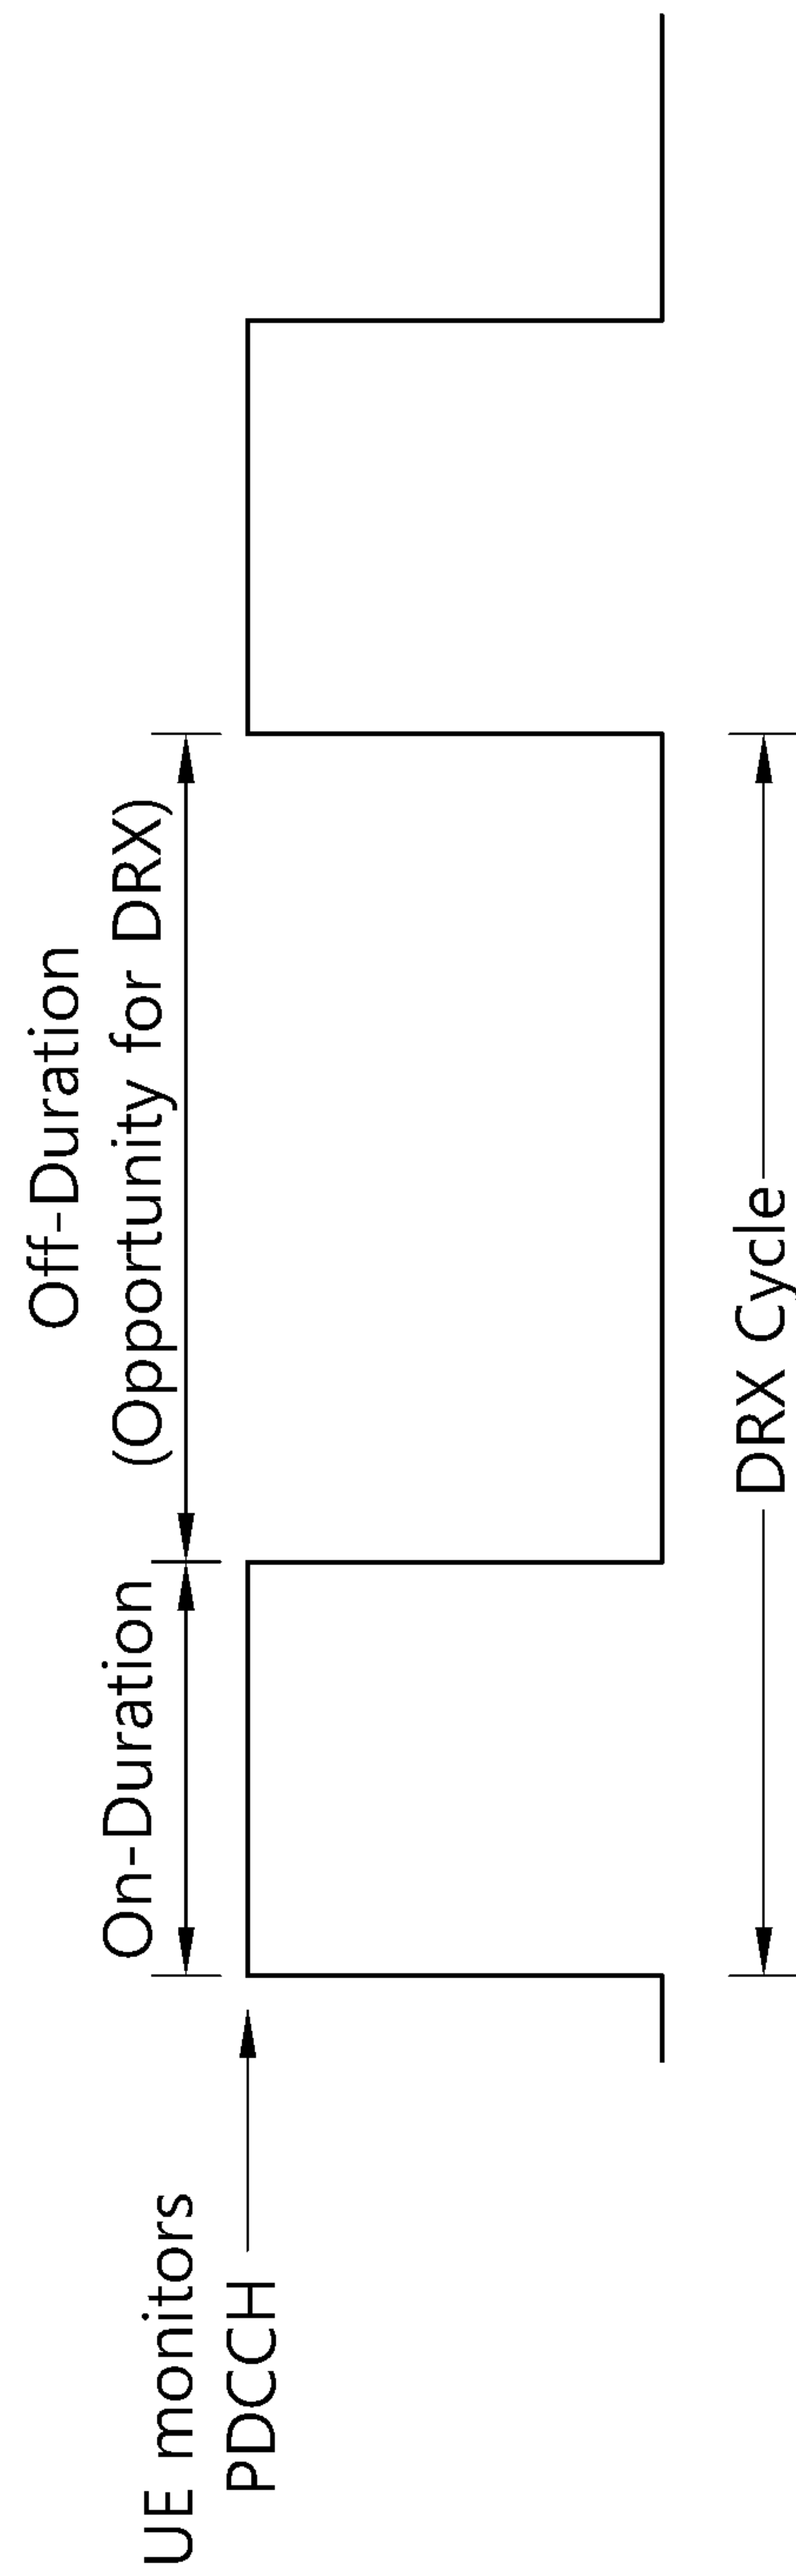 UE monitors
PDCCH
On-Duration
Off-Duration
(Opportunity for DRX)
DRX Cycle